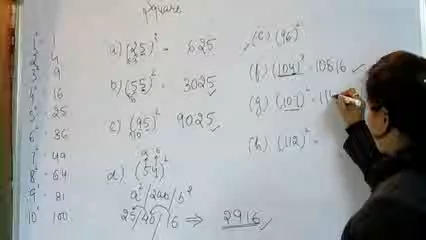 Square
1² 1
2² 4
3² 9
4² 16
5² 25
6² 36
7² 49
8² 64
9² 81
10² 100
a) (25)² = 625
b) (55)² 3025
c) (95)² 9025
d) (54)²
a² / 2ab / b²
25 / 40 / 16 ⇒ 2916
(e) (96)²
(f) (104)² = 10816
(g) (107)² = 114
(h) (112)² =